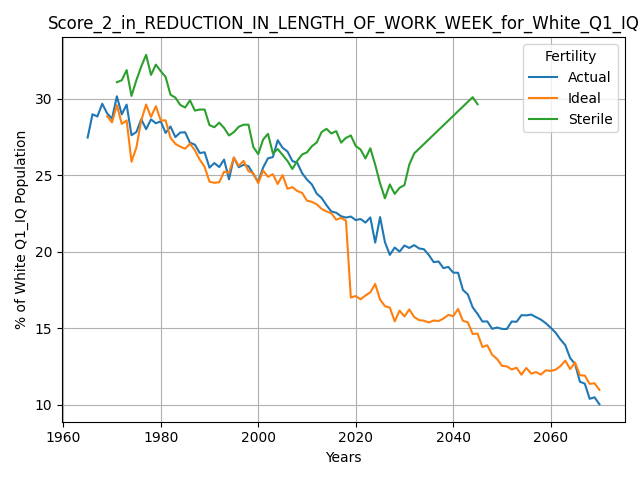 Score_2_in_REDUCTION_IN_LENGTH_OF_WORK_WEEK_for_White_Q1_IQ
% of White Q1_IQ Population
30
25
20
15
10
Fertility
Actual
Ideal
Sterile
1960 1980 2000 2020 2040 2060
Years